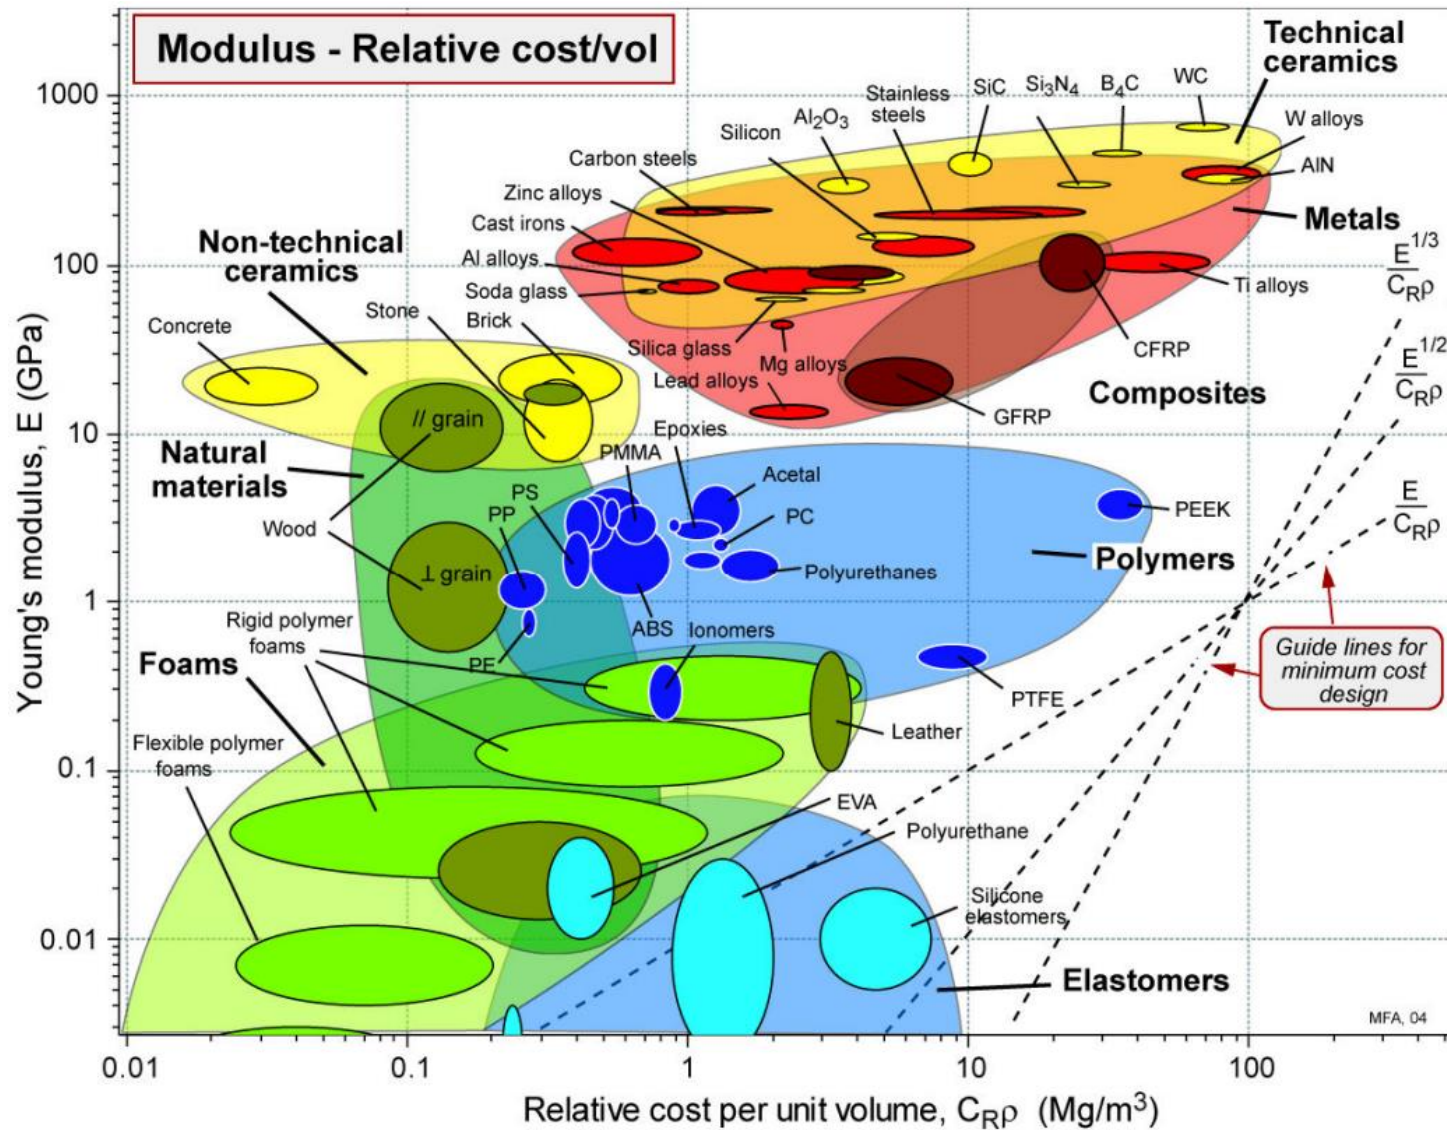 Modulus - Relative cost/vol
Technical
ceramics
1000
Stainless
steels
SiC
Si3N4
B4C
WC
W alloys
AlN
Al2O3
Silicon
Carbon steels
Zinc alloys
Cast irons
Al alloys
Soda glass
Metals
Non-technical
ceramics
100
E^1/3
CRρ
Ti alloys
Stone
Brick
Concrete
Silica glass
Mg alloys
Lead alloys
CFRP
GFRP
Composites
E^1/2
CRρ
Young's modulus, E (GPa)
10
// grain
Natural
materials
Epoxies
PMMA
Acetal
PS
PP
PC
PEEK
E
CRρ
Wood
⊥ grain
Polyurethanes
Polymers
1
Rigid polymer
foams
ABS
Ionomers
PE
Foams
PTFE
Guide lines for
minimum cost
design
Flexible polymer
foams
Leather
0.1
EVA
Polyurethane
Silicone
elastomers
0.01
Elastomers
MFA, 04
0.01
0.1
1
10
100
Relative cost per unit volume, CRρ (Mg/m3)